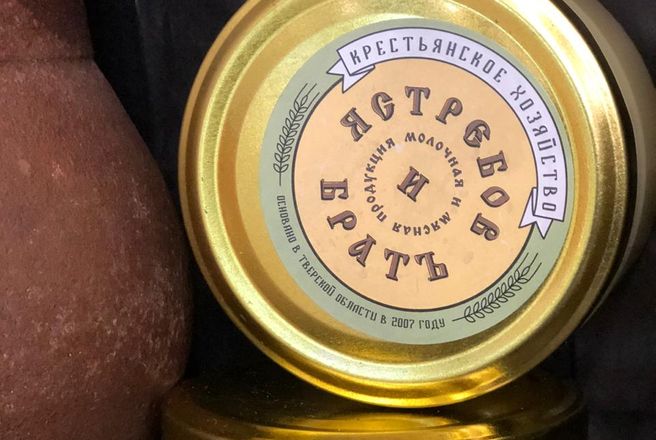 КРЕСТЬЯНСКОЕ ХОЗЯЙСТВО
ЯСТРЕБОВ
И
БРАТЪ
МОЛОЧНАЯ И МЯСНАЯ ПРОДУКЦИЯ
ОСНОВАНО В ТВЕРСКОЙ ОБЛАСТИ В 2007 ГОДУ